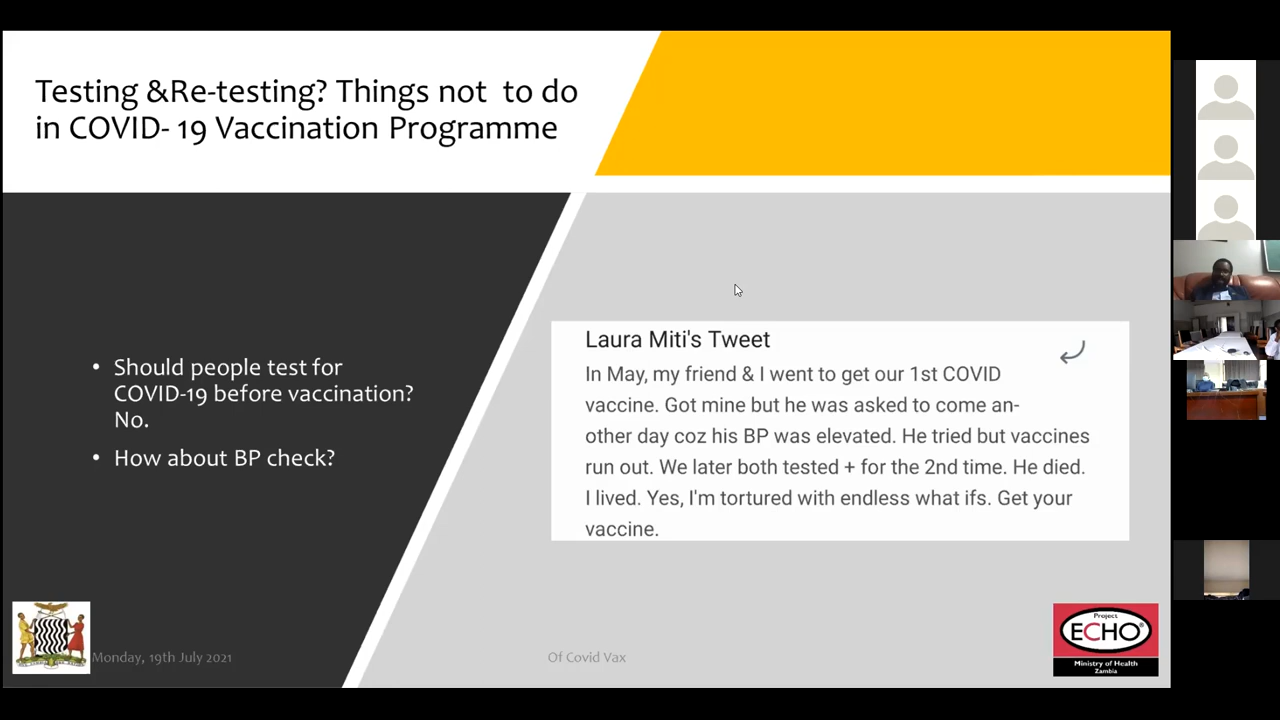 Testing &Re-testing? Things not to do
in COVID- 19 Vaccination Programme
• Should people test for
COVID-19 before vaccination?
No.
• How about BP check?
Laura Miti's Tweet
In May, my friend & I went to get our 1st COVID
vaccine. Got mine but he was asked to come an-
other day coz his BP was elevated. He tried but vaccines
run out. We later both tested + for the 2nd time. He died.
I lived. Yes, I'm tortured with endless what ifs. Get your
vaccine.
Monday, 19th July 2021
Of Covid Vax
Project
ECHO®
Ministry of Health
Zambia